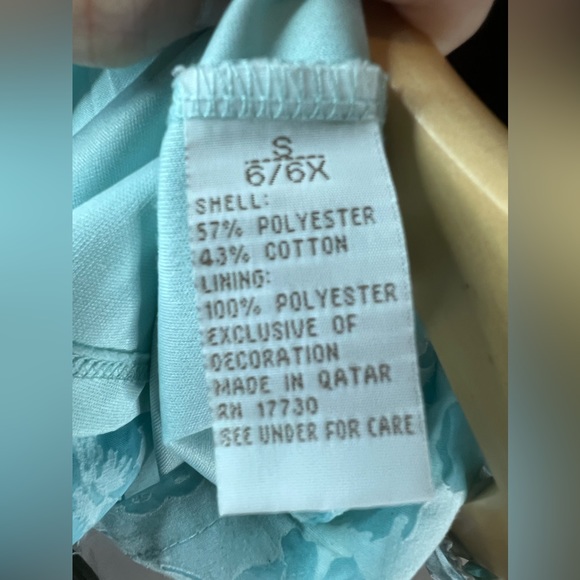 S
6/6X
SHELL:
57% POLYESTER
43% COTTON
LINING:
100% POLYESTER
EXCLUSIVE OF
DECORATION
MADE IN QATAR
RN 17730
SEE UNDER FOR CARE